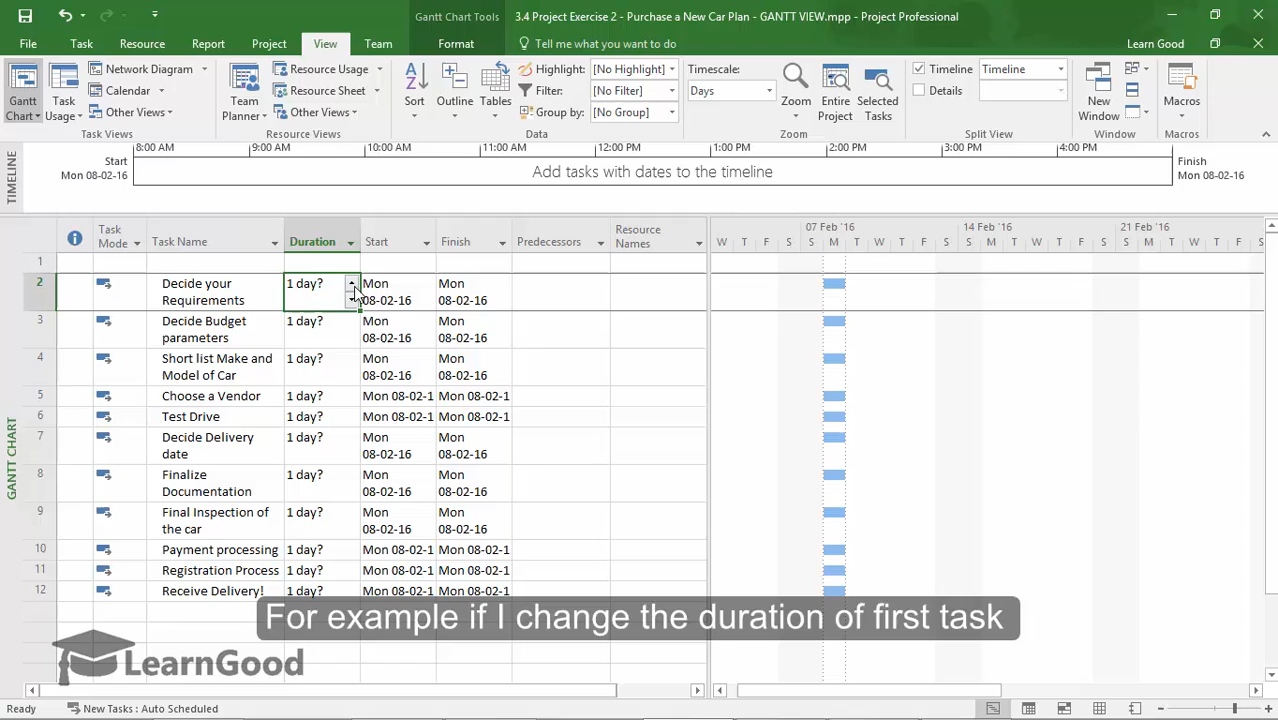 Gantt Chart Tools
3.4 Project Exercise 2 - Purchase a New Car Plan - GANTT VIEW.mpp - Project Professional
File Task Resource Report Project View Team Format Tell me what you want to do Learn Good
Gantt Chart
Task Usage
Network Diagram
Calendar
Other Views
Task Views
Team Planner
Resource Usage
Resource Sheet
Other Views
Resource Views
Sort
Outline
Tables
Highlight: [No Highlight]
Filter: [No Filter]
Group by: [No Group]
Data
Timescale:
Days
Zoom
Entire Project
Selected Tasks
Zoom
Timeline Timeline
Details
Split View
New Window
Window
Macros
Macros
TIMELINE
Start
Mon 08-02-16
8:00 AM 9:00 AM 10:00 AM 11:00 AM 12:00 PM 1:00 PM 2:00 PM 3:00 PM 4:00 PM
Add tasks with dates to the timeline
Finish
Mon 08-02-16
GANTT CHART
Task Mode Task Name Duration Start Finish Predecessors Resource Names
07 Feb '16 14 Feb '16 21 Feb '16
W T F S S M T W T F S S M T W T F S S M T W T F S
1
2 Decide your Requirements 1 day? Mon 08-02-16 Mon 08-02-16
3 Decide Budget parameters 1 day? Mon 08-02-16 Mon 08-02-16
4 Short list Make and Model of Car 1 day? Mon 08-02-16 Mon 08-02-16
5 Choose a Vendor 1 day? Mon 08-02-1 Mon 08-02-1
6 Test Drive 1 day? Mon 08-02-1 Mon 08-02-1
7 Decide Delivery date 1 day? Mon 08-02-16 Mon 08-02-16
8 Finalize Documentation 1 day? Mon 08-02-16 Mon 08-02-16
9 Final Inspection of the car 1 day? Mon 08-02-16 Mon 08-02-16
10 Payment processing 1 day? Mon 08-02-1 Mon 08-02-1
11 Registration Process 1 day? Mon 08-02-1 Mon 08-02-1
12 Receive Delivery! 1 day? Mon 08-02-1 Mon 08-02-1
For example if I change the duration of first task
LearnGood
Ready New Tasks : Auto Scheduled